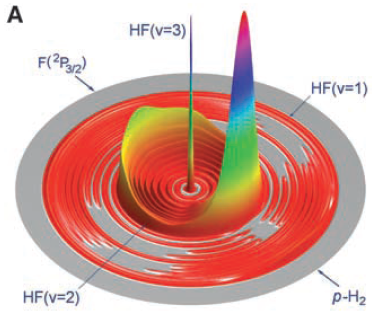 A
HF(v=3)
F(²P₃/₂)
HF(v=1)
HF(v=2)
p-H₂